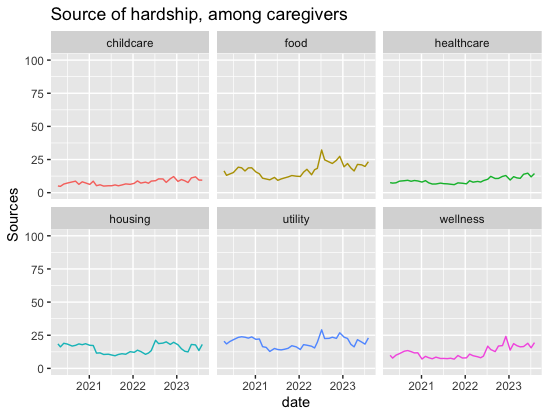 Source of hardship, among caregivers
childcare food healthcare
100
75
50
25
0
housing utility wellness
100
75
50
25
0
Sources
2021 2022 2023 2021 2022 2023 2021 2022 2023
date